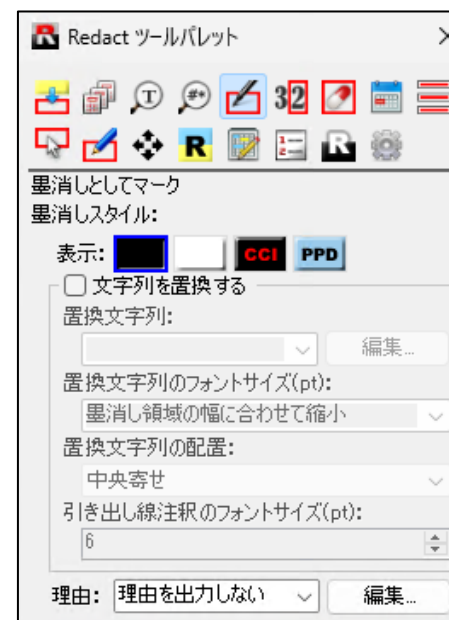 R Redact ツールパレット
T #* 32
R R
墨消しとしてマーク
墨消しスタイル:
表示: CCI PPD
文字列を置換する
置換文字列:
編集...
置換文字列のフォントサイズ(pt):
墨消し領域の幅に合わせて縮小
置換文字列の配置:
中央寄せ
引き出し線注釈のフォントサイズ(pt):
6
理由: 理由を出力しない 編集...